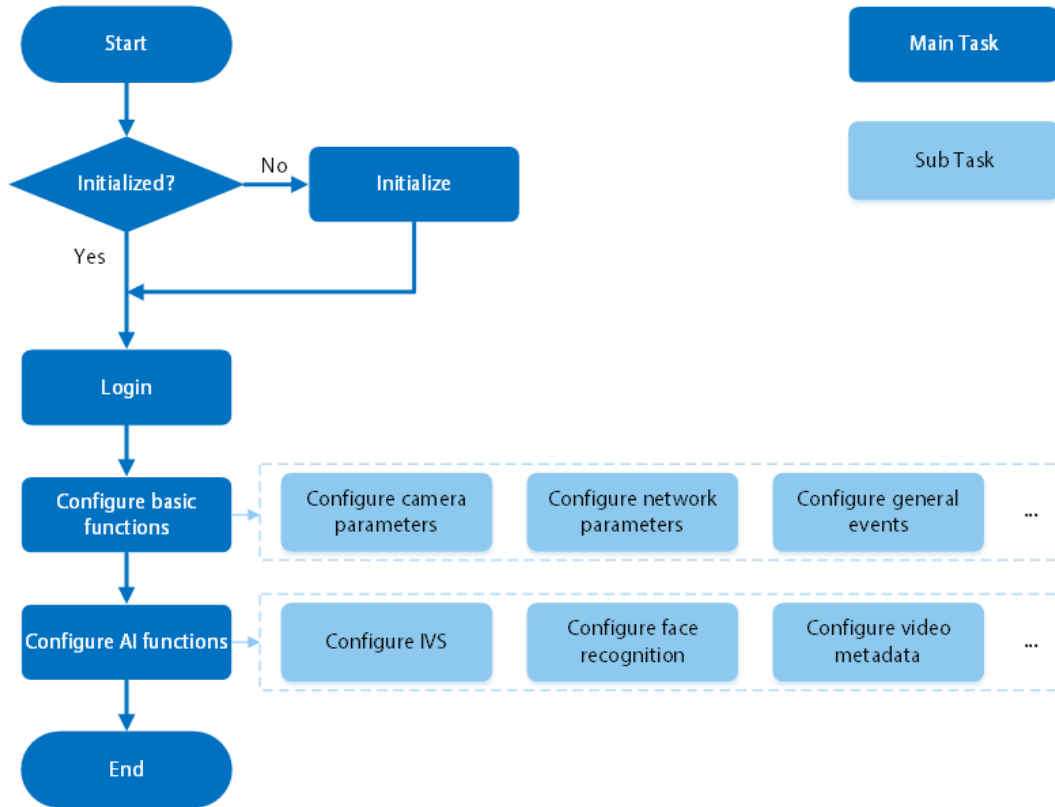 Start
Main Task
Initialized?
No
Initialize
Sub Task
Yes
Login
Configure basic
functions
Configure camera
parameters
Configure network
parameters
Configure general
events
...
Configure AI functions
Configure IVS
Configure face
recognition
Configure video
metadata
...
End